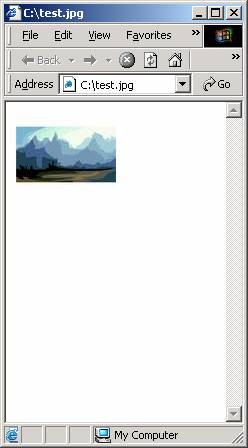 C:\test.jpg
File Edit View Favorites »
Back » »
Address C:\test.jpg Go
My Computer